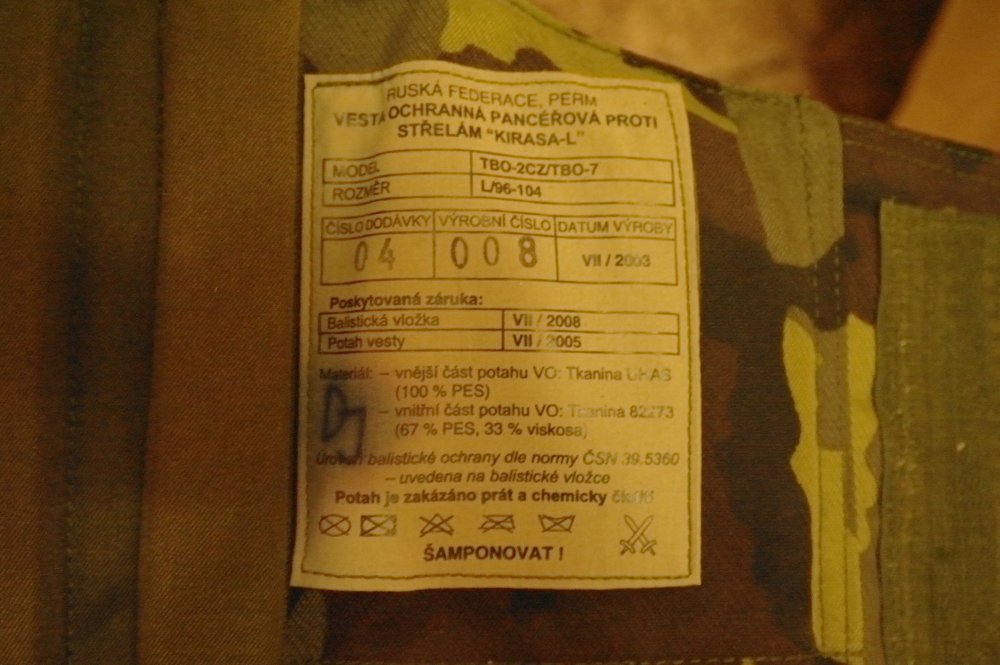 RUSKÁ FEDERACE, PERM
VESTA OCHRANNÁ PANCÉŘOVÁ PROTI
STŘELÁM "KIRASA-L"
MODEL TBO-2CZ/TBO-7
ROZMĚR L/96-104
ČÍSLO DODÁVKY VÝROBNÍ ČÍSLO DATUM VÝROBY
04 008 VII / 2003
Poskytovaná záruka:
Balistická vložka VII / 2008
Potah vesty VII / 2005
Materiál: – vnější část potahu VO: Tkanina
(100 % PES)
– vnitřní část potahu VO: Tkanina 82273
(67 % PES, 33 % viskosa)
Úroveň balistické ochrany dle normy ČSN 39.5360
– uvedena na balistické vložce
Potah je zakázáno prát a chemicky
ŠAMPONOVAT !